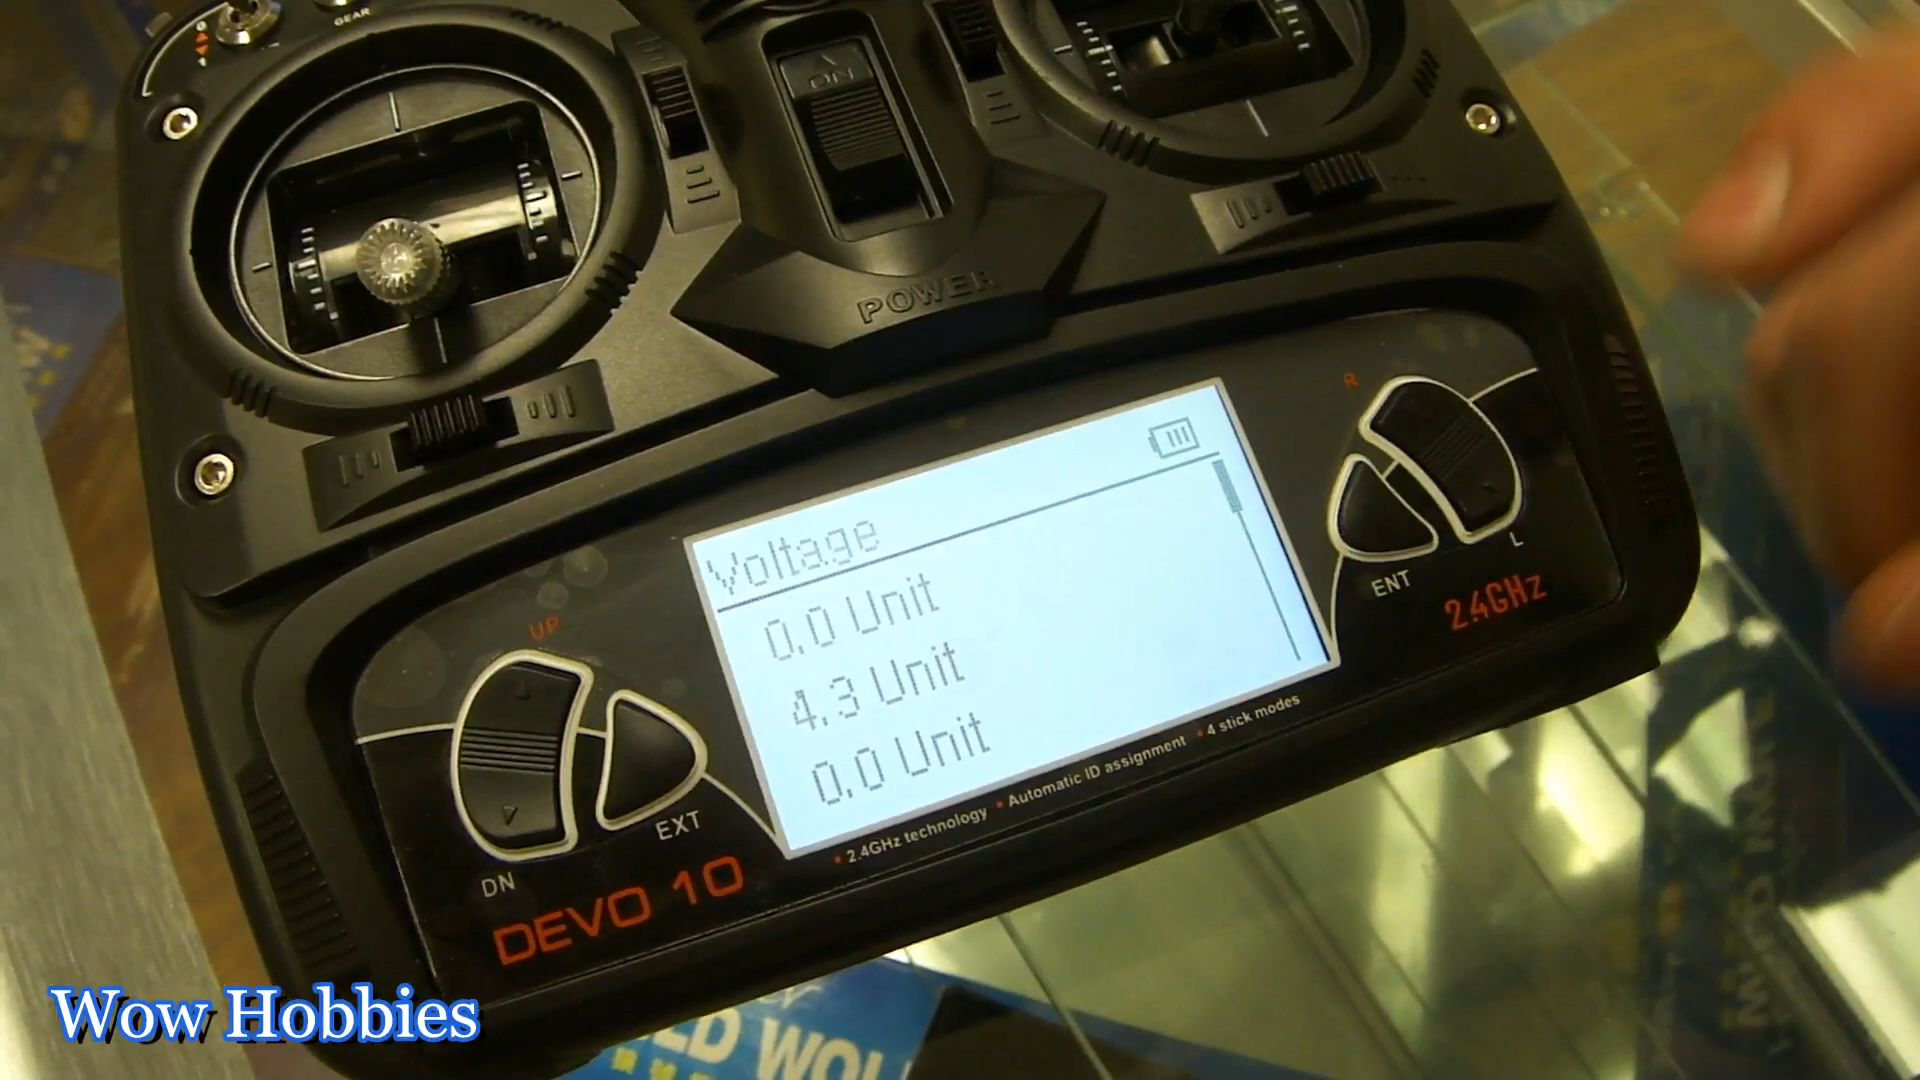 GEAR
ON
POWER
R
Voltage
0.0 Unit
4.3 Unit
0.0 Unit
L
ENT
2.4GHz
UP
EXT
DN
DEVO 10
• 2.4GHz technology • Automatic ID assignment • 4 stick modes
Wow Hobbies